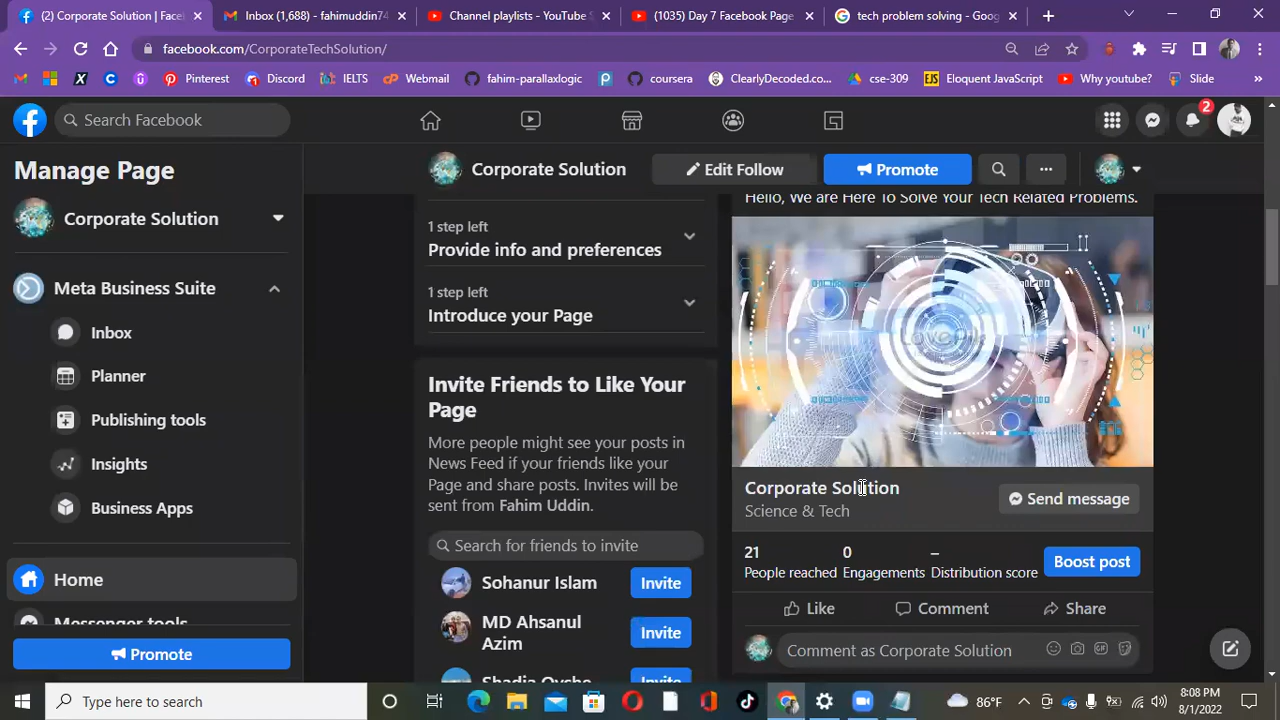 (2) Corporate Solution | Faceb
Inbox (1,688) - fahimuddin74
Channel playlists - YouTube S
(1035) Day 7 Facebook Page
tech problem solving - Goog
facebook.com/CorporateTechSolution/
Pinterest
Discord
IELTS
Webmail
fahim-parallaxlogic
coursera
ClearlyDecoded.co...
cse-309
Eloquent JavaScript
Why youtube?
Slide
Search Facebook
2
Manage Page
Corporate Solution
Edit Follow
Promote
Corporate Solution
Meta Business Suite
Inbox
Planner
Publishing tools
Insights
Business Apps
Home
Messenger tools
Promote
1 step left
Provide info and preferences
1 step left
Introduce your Page
Invite Friends to Like Your
Page
More people might see your posts in
News Feed if your friends like your
Page and share posts. Invites will be
sent from Fahim Uddin.
Search for friends to invite
Sohanur Islam
Invite
MD Ahsanul
Azim
Invite
Shadia Oyshe
Invite
Hello, We are Here To Solve Your Tech Related Problems.
Corporate Solution
Science & Tech
Send message
21
People reached
0
Engagements
–
Distribution score
Boost post
Like
Comment
Share
Comment as Corporate Solution
Type here to search
86°F
8:08 PM
8/1/2022